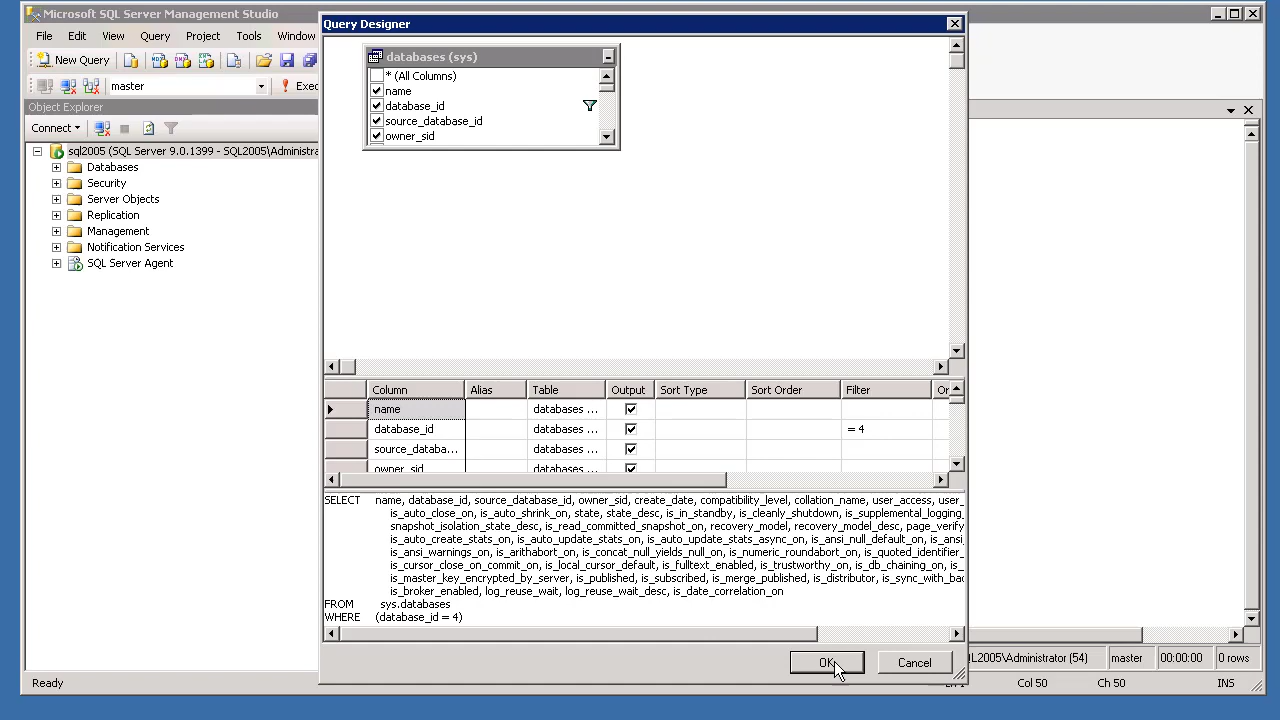 Microsoft SQL Server Management Studio
File Edit View Query Project Tools Window
New Query
master
Exec
Object Explorer
Connect
sql2005 (SQL Server 9.0.1399 - SQL2005\Administra
Databases
Security
Server Objects
Replication
Management
Notification Services
SQL Server Agent
Ready
Query Designer
databases (sys)
* (All Columns)
name
database_id
source_database_id
owner_sid
Column Alias Table Output Sort Type Sort Order Filter Or
name databases ...
database_id databases ... = 4
source_databa... databases ...
owner_sid databases ...
SELECT name, database_id, source_database_id, owner_sid, create_date, compatibility_level, collation_name, user_access, user_
is_auto_close_on, is_auto_shrink_on, state, state_desc, is_in_standby, is_cleanly_shutdown, is_supplemental_logging_
snapshot_isolation_state_desc, is_read_committed_snapshot_on, recovery_model, recovery_model_desc, page_verify
is_auto_create_stats_on, is_auto_update_stats_on, is_auto_update_stats_async_on, is_ansi_null_default_on, is_ansi_
is_ansi_warnings_on, is_arithabort_on, is_concat_null_yields_null_on, is_numeric_roundabort_on, is_quoted_identifier_
is_cursor_close_on_commit_on, is_local_cursor_default, is_fulltext_enabled, is_trustworthy_on, is_db_chaining_on, is_
is_master_key_encrypted_by_server, is_published, is_subscribed, is_merge_published, is_distributor, is_sync_with_bac
is_broker_enabled, log_reuse_wait, log_reuse_wait_desc, is_date_correlation_on
FROM sys.databases
WHERE (database_id = 4)
OK Cancel
QL2005\Administrator (54) master 00:00:00 0 rows
Col 50 Ch 50 INS